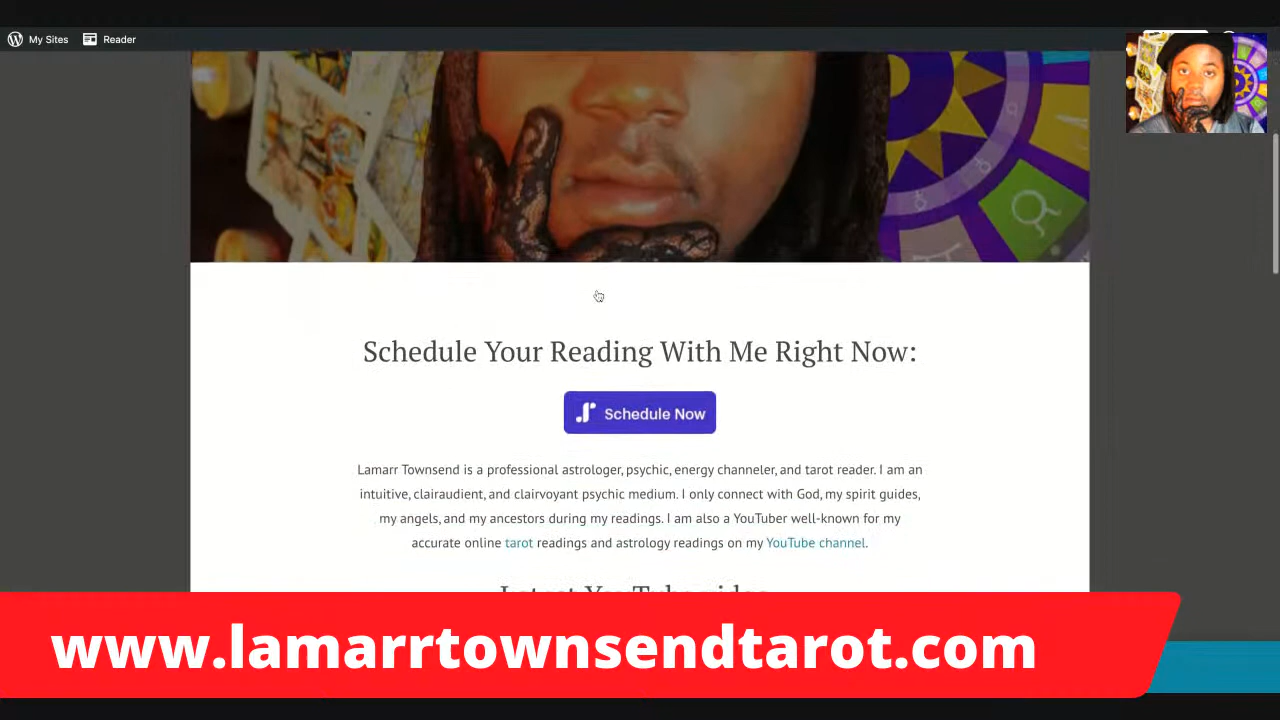 My Sites Reader
Schedule Your Reading With Me Right Now:
Schedule Now
Lamarr Townsend is a professional astrologer, psychic, energy channeler, and tarot reader. I am an
intuitive, clairaudient, and clairvoyant psychic medium. I only connect with God, my spirit guides,
my angels, and my ancestors during my readings. I am also a YouTuber well-known for my
accurate online tarot readings and astrology readings on my YouTube channel.
www.lamarrtownsendtarot.com